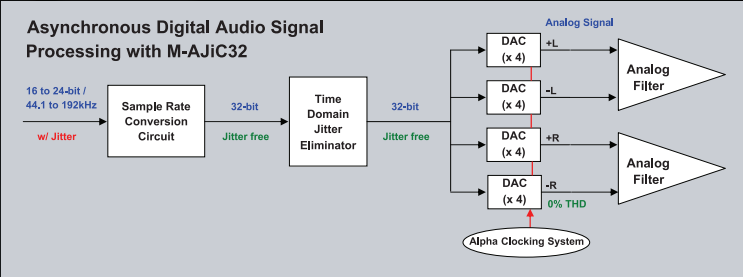 Asynchronous Digital Audio Signal
Processing with M-AJiC32
Analog Signal
16 to 24-bit /
44.1 to 192kHz
w/ Jitter
Sample Rate
Conversion
Circuit
32-bit
Jitter free
Time
Domain
Jitter
Eliminator
32-bit
Jitter free
DAC
(x 4)
+L
DAC
(x 4)
-L
DAC
(x 4)
+R
DAC
(x 4)
-R
0% THD
Analog
Filter
Analog
Filter
Alpha Clocking System